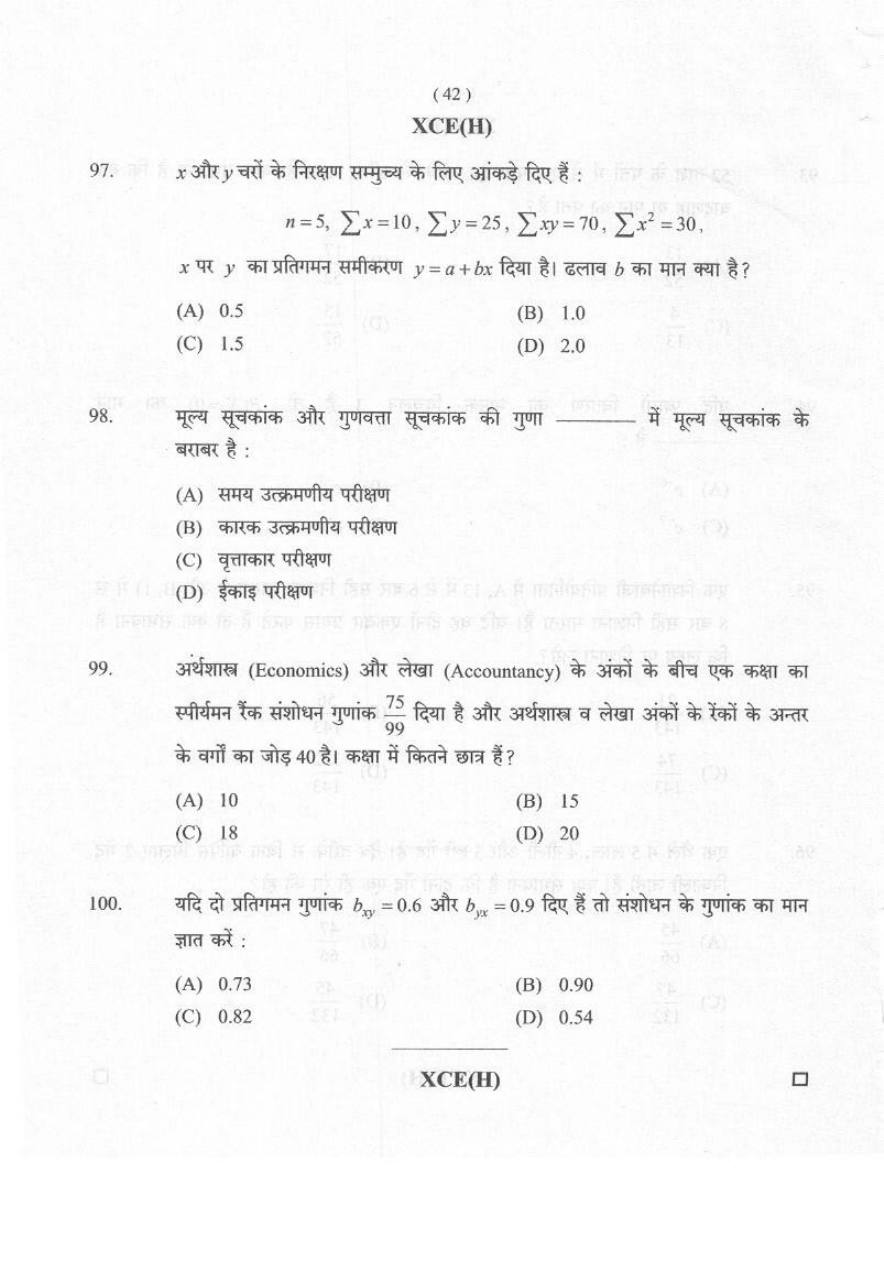 ( 42 )
XCE(H)
97. x और y चरों के निरक्षण सम्मुच्य के लिए आंकड़े दिए हैं :
n = 5, ∑x = 10, ∑y = 25, ∑xy = 70, ∑x² = 30,
x पर y का प्रतिगमन समीकरण y = a + bx दिया है। ढलाव b का मान क्या है?
(A) 0.5 (B) 1.0
(C) 1.5 (D) 2.0
98. मूल्य सूचकांक और गुणवत्ता सूचकांक की गुणा ———— में मूल्य सूचकांक के
बराबर है :
(A) समय उत्क्रमणीय परीक्षण
(B) कारक उत्क्रमणीय परीक्षण
(C) वृत्ताकार परीक्षण
(D) ईकाइ परीक्षण
99. अर्थशास्त्र (Economics) और लेखा (Accountancy) के अंकों के बीच एक कक्षा का
स्पीर्यमन रैंक संशोधन गुणांक 75/99 दिया है और अर्थशास्त्र व लेखा अंकों के रेंकों के अन्तर
के वर्गों का जोड़ 40 है। कक्षा में कितने छात्र हैं?
(A) 10 (B) 15
(C) 18 (D) 20
100. यदि दो प्रतिगमन गुणांक b_xy = 0.6 और b_yx = 0.9 दिए हैं तो संशोधन के गुणांक का मान
ज्ञात करें :
(A) 0.73 (B) 0.90
(C) 0.82 (D) 0.54
XCE(H)